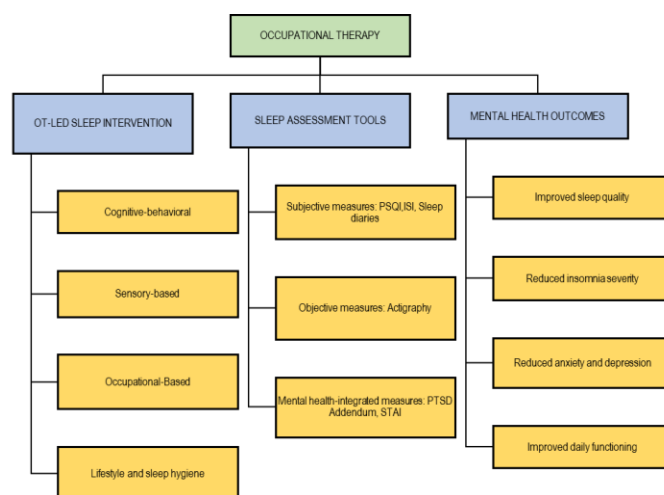 OCCUPATIONAL THERAPY
OT-LED SLEEP INTERVENTION
SLEEP ASSESSMENT TOOLS
MENTAL HEALTH OUTCOMES
Cognitive-behavioral
Sensory-based
Occupational-Based
Lifestyle and sleep hygiene
Subjective measures: PSQI,ISI, Sleep
diaries
Objective measures: Actigraphy
Mental health-integrated measures: PTSD
Addendum, STAI
Improved sleep quality
Reduced insomnia severity
Reduced anxiety and depression
Improved daily functioning